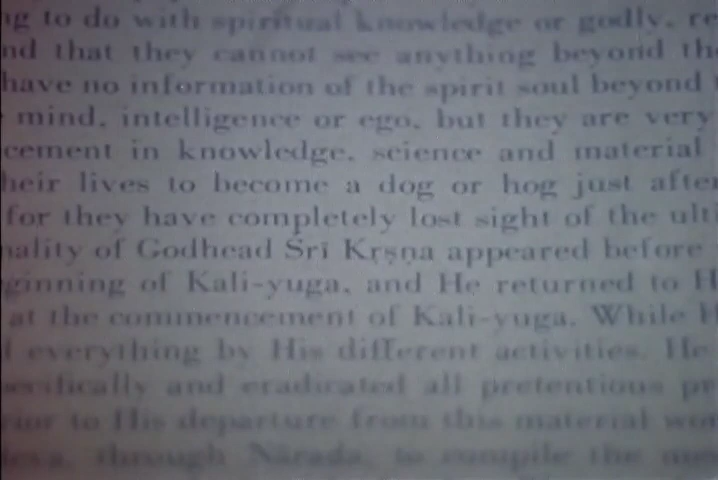 ng to do with spiritual knowledge or godly, re
nd that they cannot see anything beyond the
have no information of the spirit soul beyond
mind, intelligence or ego, but they are very
cement in knowledge, science and material
heir lives to become a dog or hog just after
for they have completely lost sight of the ulti
nality of Godhead Śrī Kṛṣṇa appeared before
ginning of Kali-yuga, and He returned to H
at the commencement of Kali-yuga. While H
d everything by His different activities. He
pecifically and eradicated all pretentious pr
rior to His departure from this material wor
deva, through Nārada, to compile the